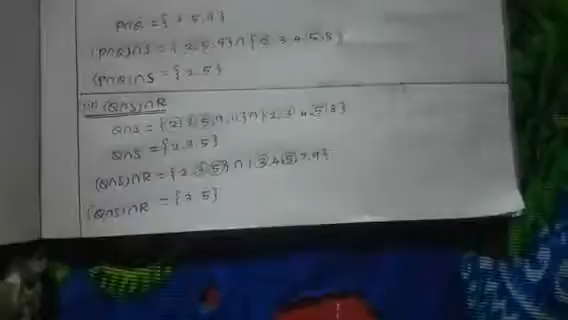 P∩Q = { 2 5, 9}
(P∩Q)∩S = { 2, 5, 9} ∩ { 2 3 4 5, 8}
(P∩Q)∩S = { 2 5}
(Q∩S)∩R
Q∩S = {2, 3, 5, 9, 11} ∩ {2, 3, 4, 5, 8}
Q∩S = {2, 3, 5}
(Q∩S)∩R = {2 3 5} ∩ { 3 4 5, 7, 9}
(Q∩S)∩R = {3 5}